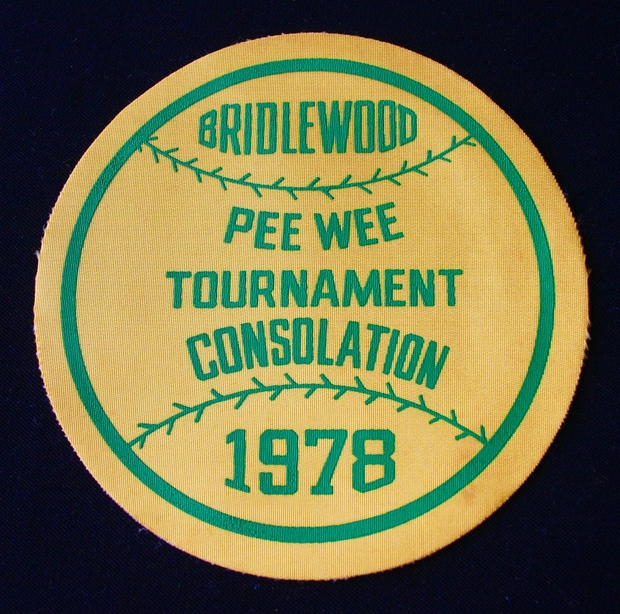 BRIDLEWOOD
PEE WEE
TOURNAMENT
CONSOLATION
1978